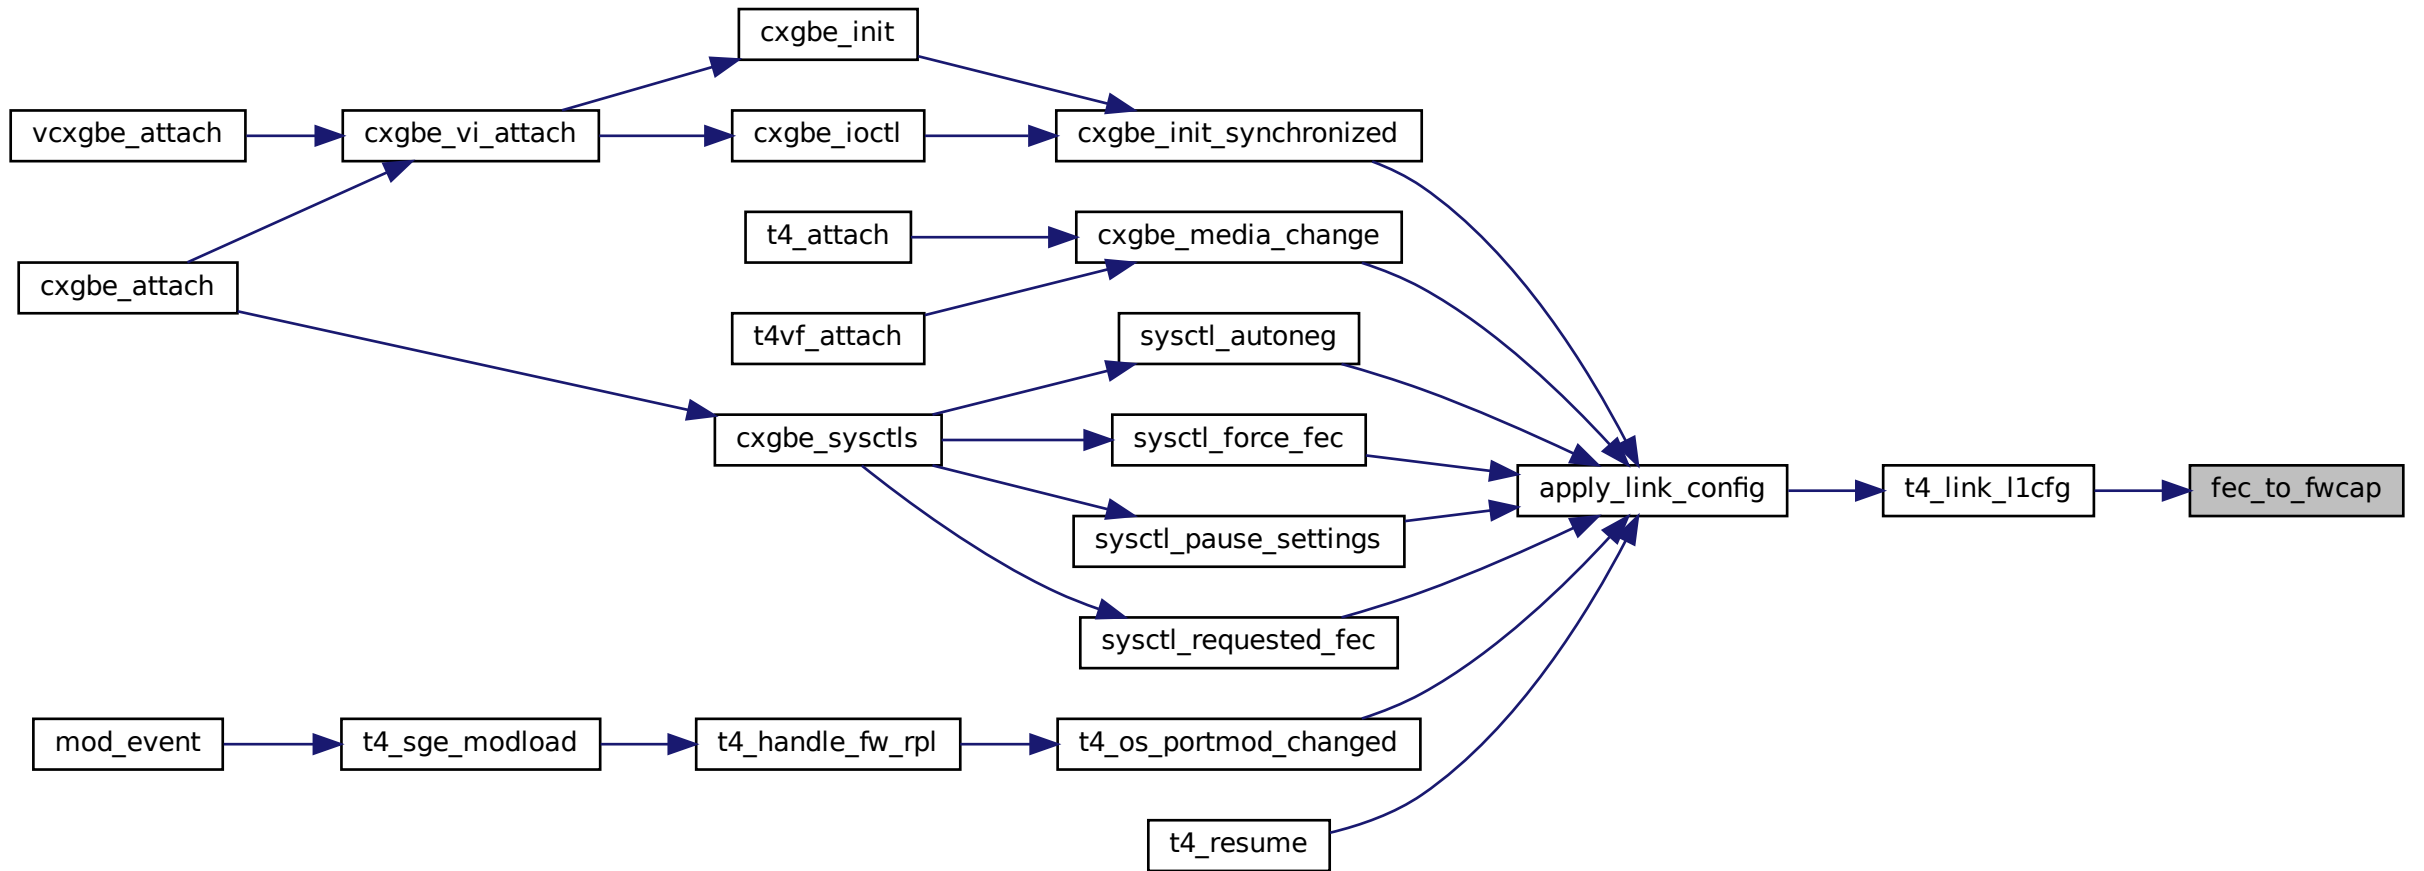 cxgbe_init
vcxgbe_attach
cxgbe_vi_attach
cxgbe_ioctl
cxgbe_init_synchronized
t4_attach
cxgbe_media_change
cxgbe_attach
t4vf_attach
sysctl_autoneg
cxgbe_sysctls
sysctl_force_fec
apply_link_config
t4_link_l1cfg
fec_to_fwcap
sysctl_pause_settings
sysctl_requested_fec
mod_event
t4_sge_modload
t4_handle_fw_rpl
t4_os_portmod_changed
t4_resume